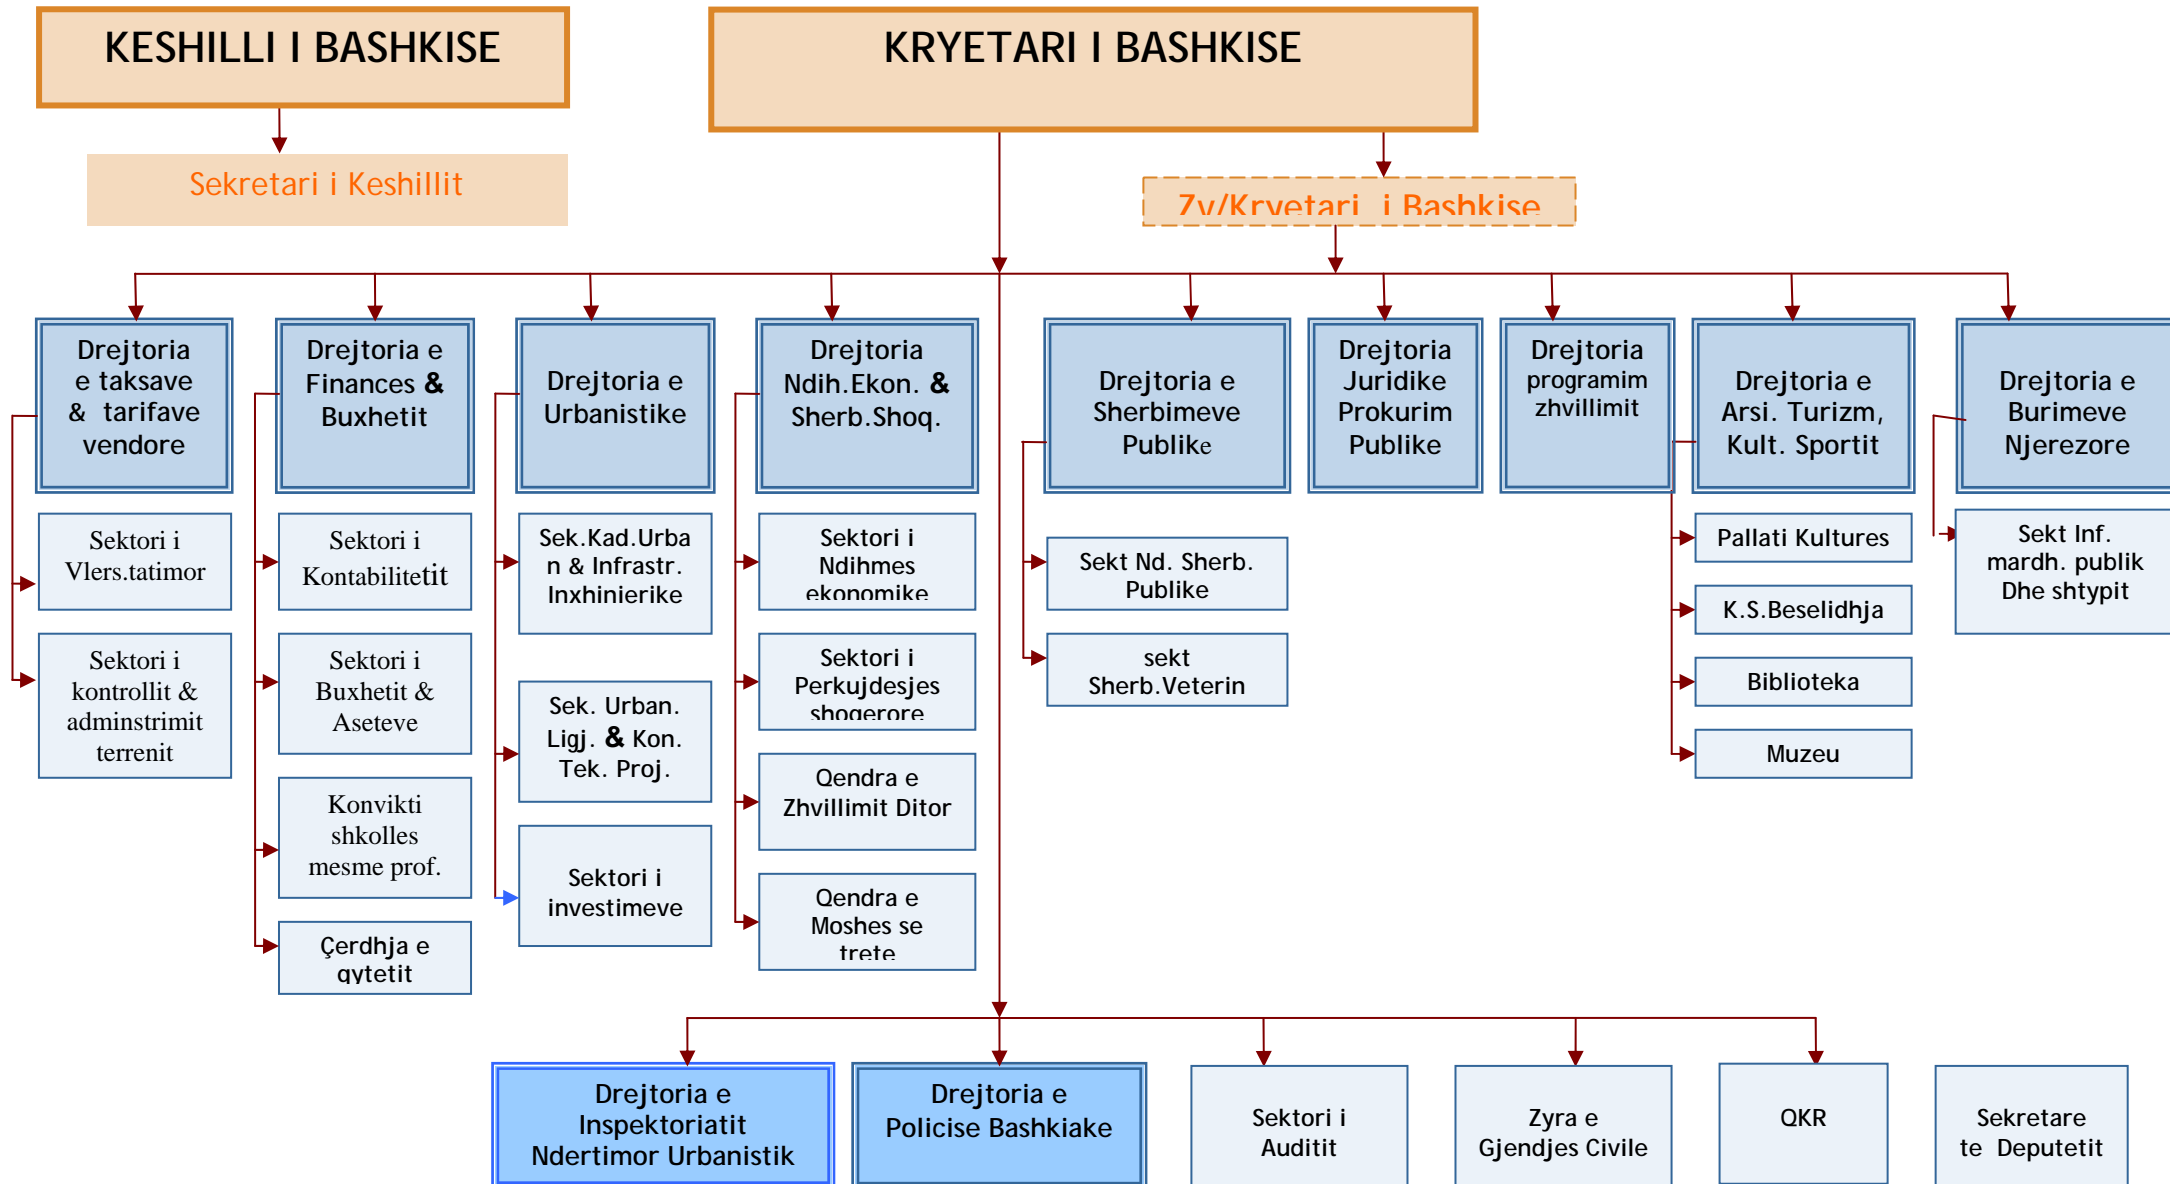 KESHILLI I BASHKISE
KRYETARI I BASHKISE
Sekretari i Keshillit
Zv/Kryetari i Bashkise
Drejtoria
e taksave
& tarifave
vendore
Drejtoria e
Finances &
Buxhetit
Drejtoria e
Urbanistike
Drejtoria
Ndih.Ekon. &
Sherb.Shoq.
Drejtoria e
Sherbimeve
Publike
Drejtoria
Juridike
Prokurim
Publike
Drejtoria
programim
zhvillimit
Drejtoria e
Arsi. Turizm,
Kult. Sportit
Drejtoria e
Burimeve
Njerezore
Sektori i
Vlers.tatimor
Sektori i
kontrollit &
adminstrimit
terrenit
Sektori i
Kontabilitetit
Sektori i
Buxhetit &
Aseteve
Konvikti
shkolles
mesme prof.
Çerdhja e
qytetit
Sek.Kad.Urba
n & Infrastr.
Inxhinierike
Sek. Urban.
Ligj. & Kon.
Tek. Proj.
Sektori i
investimeve
Sektori i
Ndihmes
ekonomike
Sektori i
Perkujdesjes
shoqerore
Qendra e
Zhvillimit Ditor
Qendra e
Moshes se
trete
Sekt Nd. Sherb.
Publike
sekt
Sherb.Veterin
Pallati Kultures
K.S.Beselidhja
Biblioteka
Muzeu
Sekt Inf.
mardh. publik
Dhe shtypit
Drejtoria e
Inspektoriatit
Ndertimor Urbanistik
Drejtoria e
Policise Bashkiake
Sektori i
Auditit
Zyra e
Gjendjes Civile
QKR
Sekretare
te Deputetit